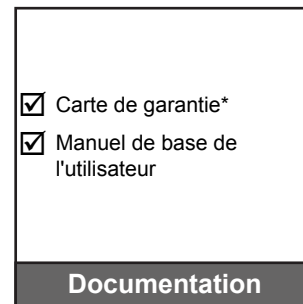 ☑ Carte de garantie*
☑ Manuel de base de
l'utilisateur
Documentation